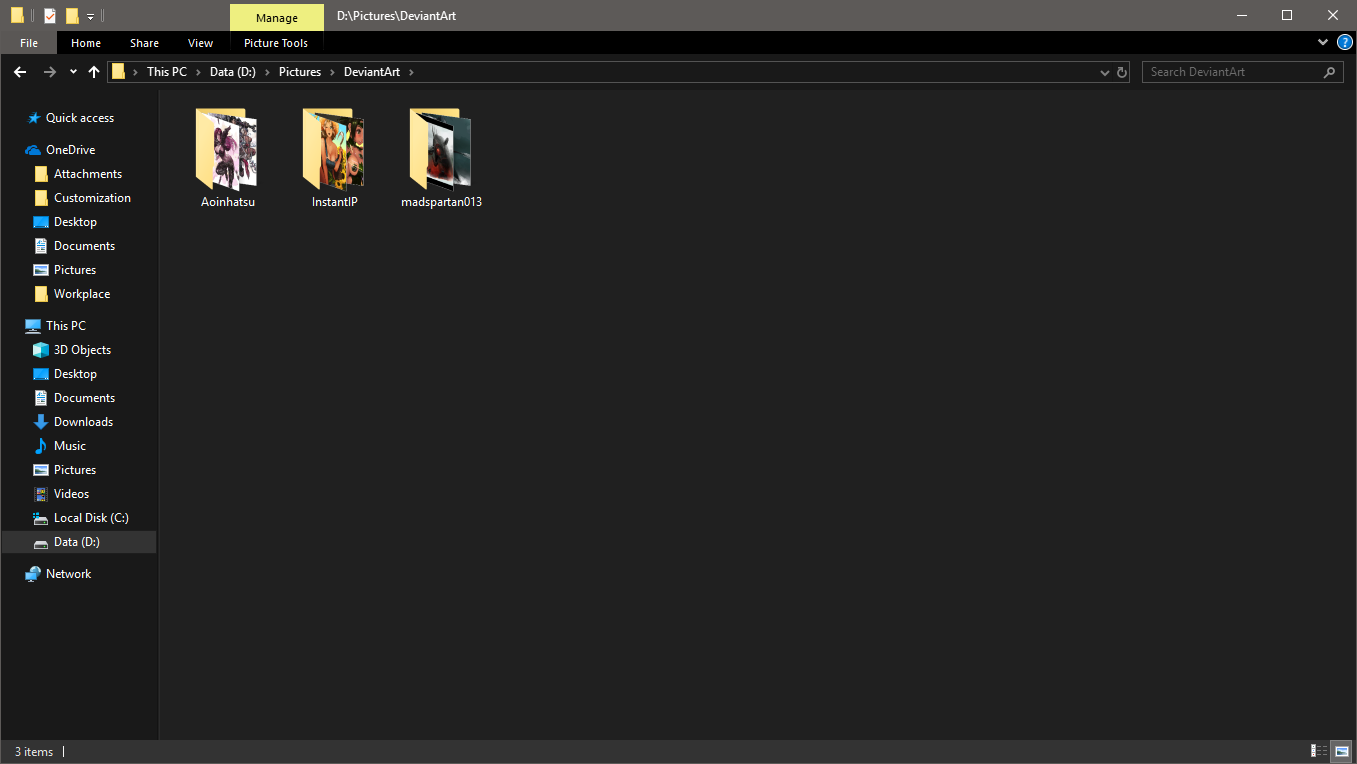 Manage
D:\Pictures\DeviantArt
File
Home
Share
View
Picture Tools
?
This PC
Data (D:)
Pictures
DeviantArt
Search DeviantArt
Quick access
OneDrive
Attachments
Customization
Desktop
Documents
Pictures
Workplace
This PC
3D Objects
Desktop
Documents
Downloads
Music
Pictures
Videos
Local Disk (C:)
Data (D:)
Network
Aoinhatsu
InstantIP
madspartan013
3 items